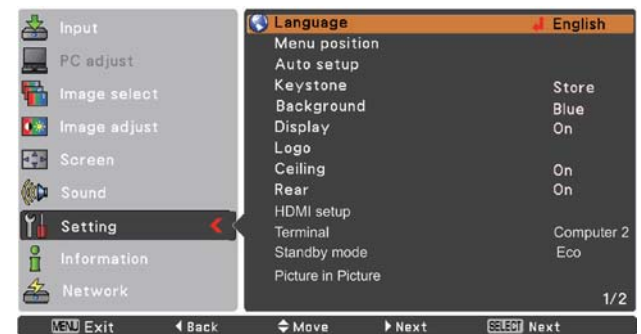 Input
PC adjust
Image select
Image adjust
Screen
Sound
Setting
Information
Network
Language English
Menu position
Auto setup
Keystone Store
Background Blue
Display On
Logo
Ceiling On
Rear On
HDMI setup
Terminal Computer 2
Standby mode Eco
Picture in Picture
1/2
MENU Exit Back Move Next SELECT Next